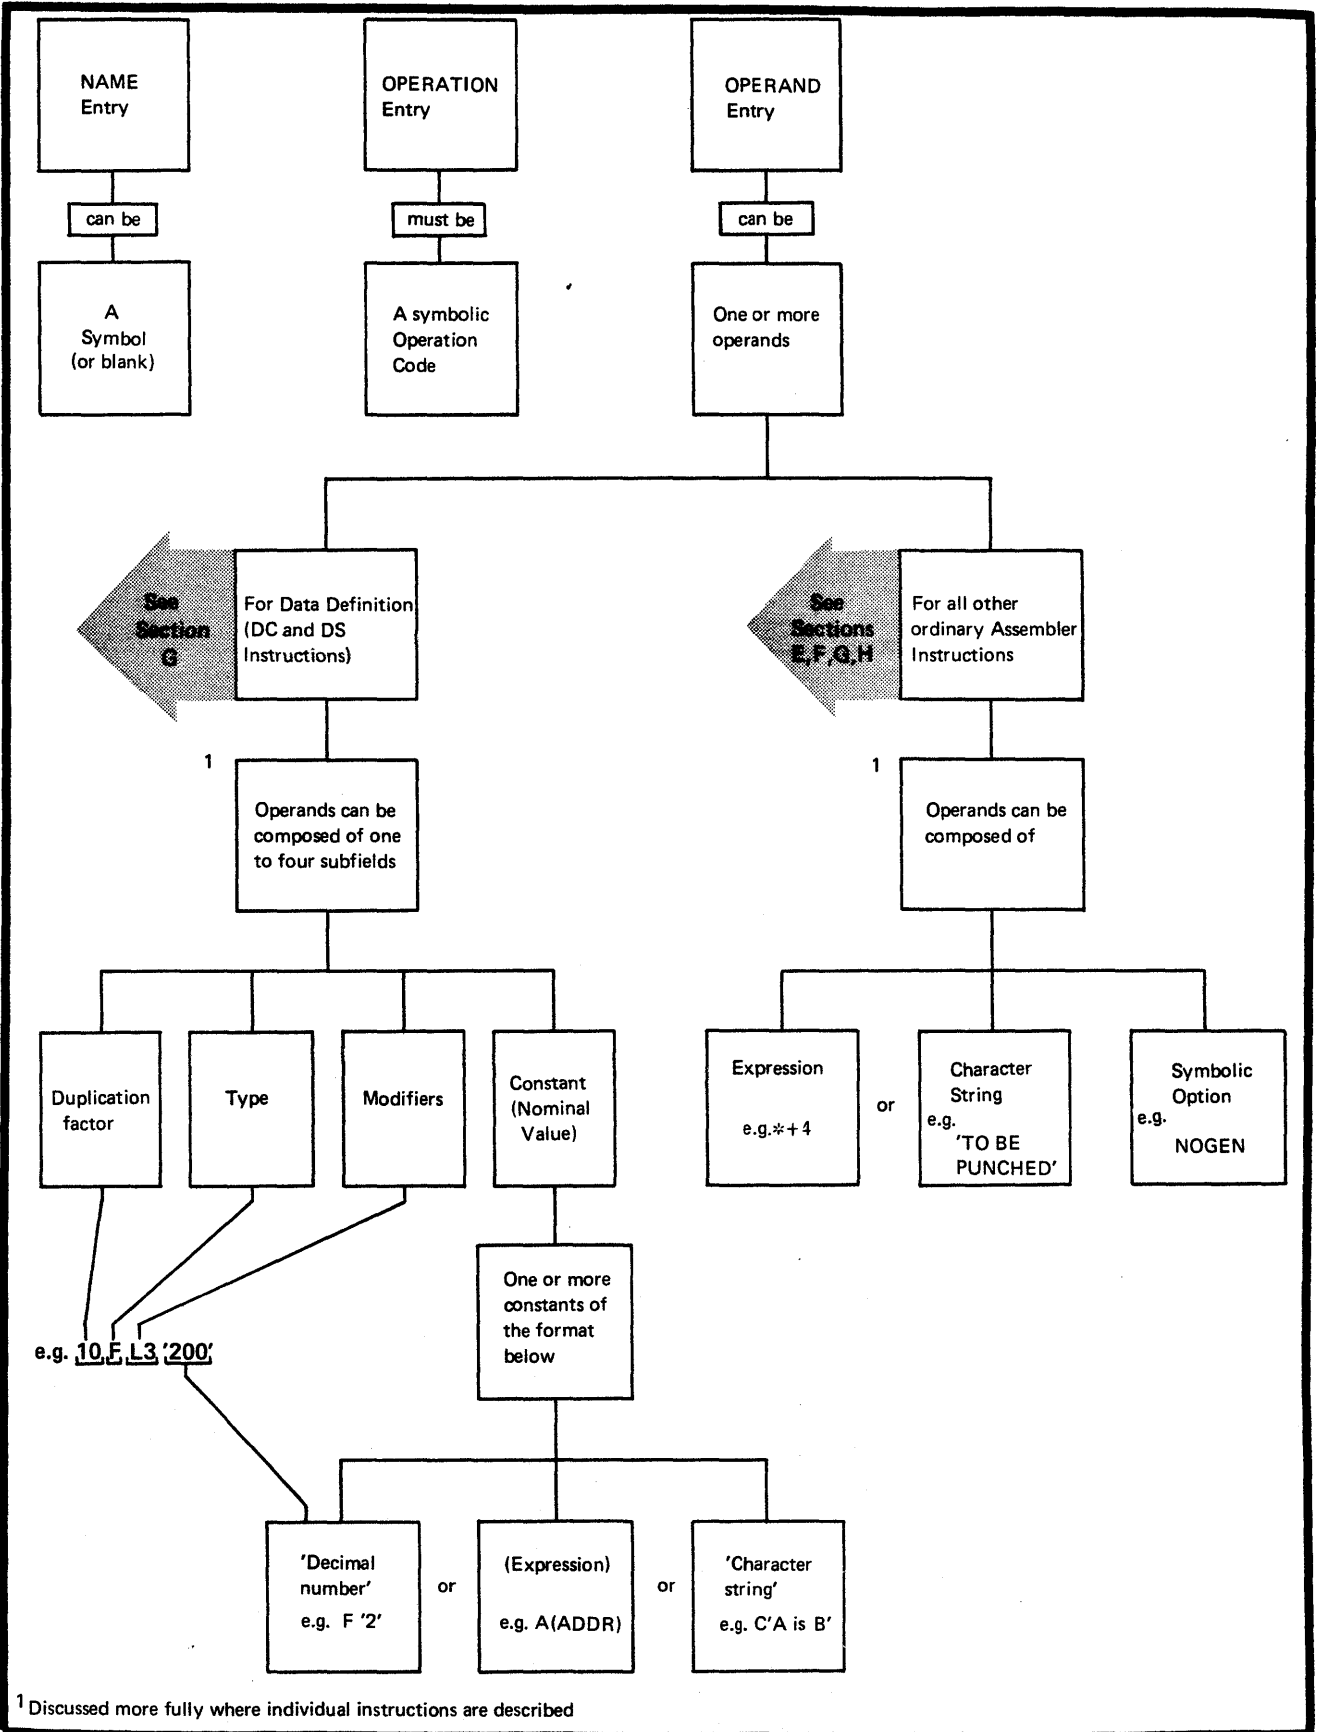 NAME
Entry
OPERATION
Entry
OPERAND
Entry
can be
must be
can be
A
Symbol
(or blank)
A symbolic
Operation
Code
One or more
operands
See
Section
G
For Data Definition
(DC and DS
Instructions)
See
Sections
E,F,G,H
For all other
ordinary Assembler
Instructions
1
Operands can be
composed of one
to four subfields
1
Operands can be
composed of
Duplication
factor
Type
Modifiers
Constant
(Nominal
Value)
Expression
e.g.*+4
or
Character
String
e.g.
'TO BE
PUNCHED'
Symbolic
Option
e.g.
NOGEN
One or more
constants of
the format
below
e.g. 10 F L3 '200'
'Decimal
number'
e.g. F '2'
or
(Expression)
e.g. A(ADDR)
or
'Character
string'
e.g. C'A is B'
1 Discussed more fully where individual instructions are described